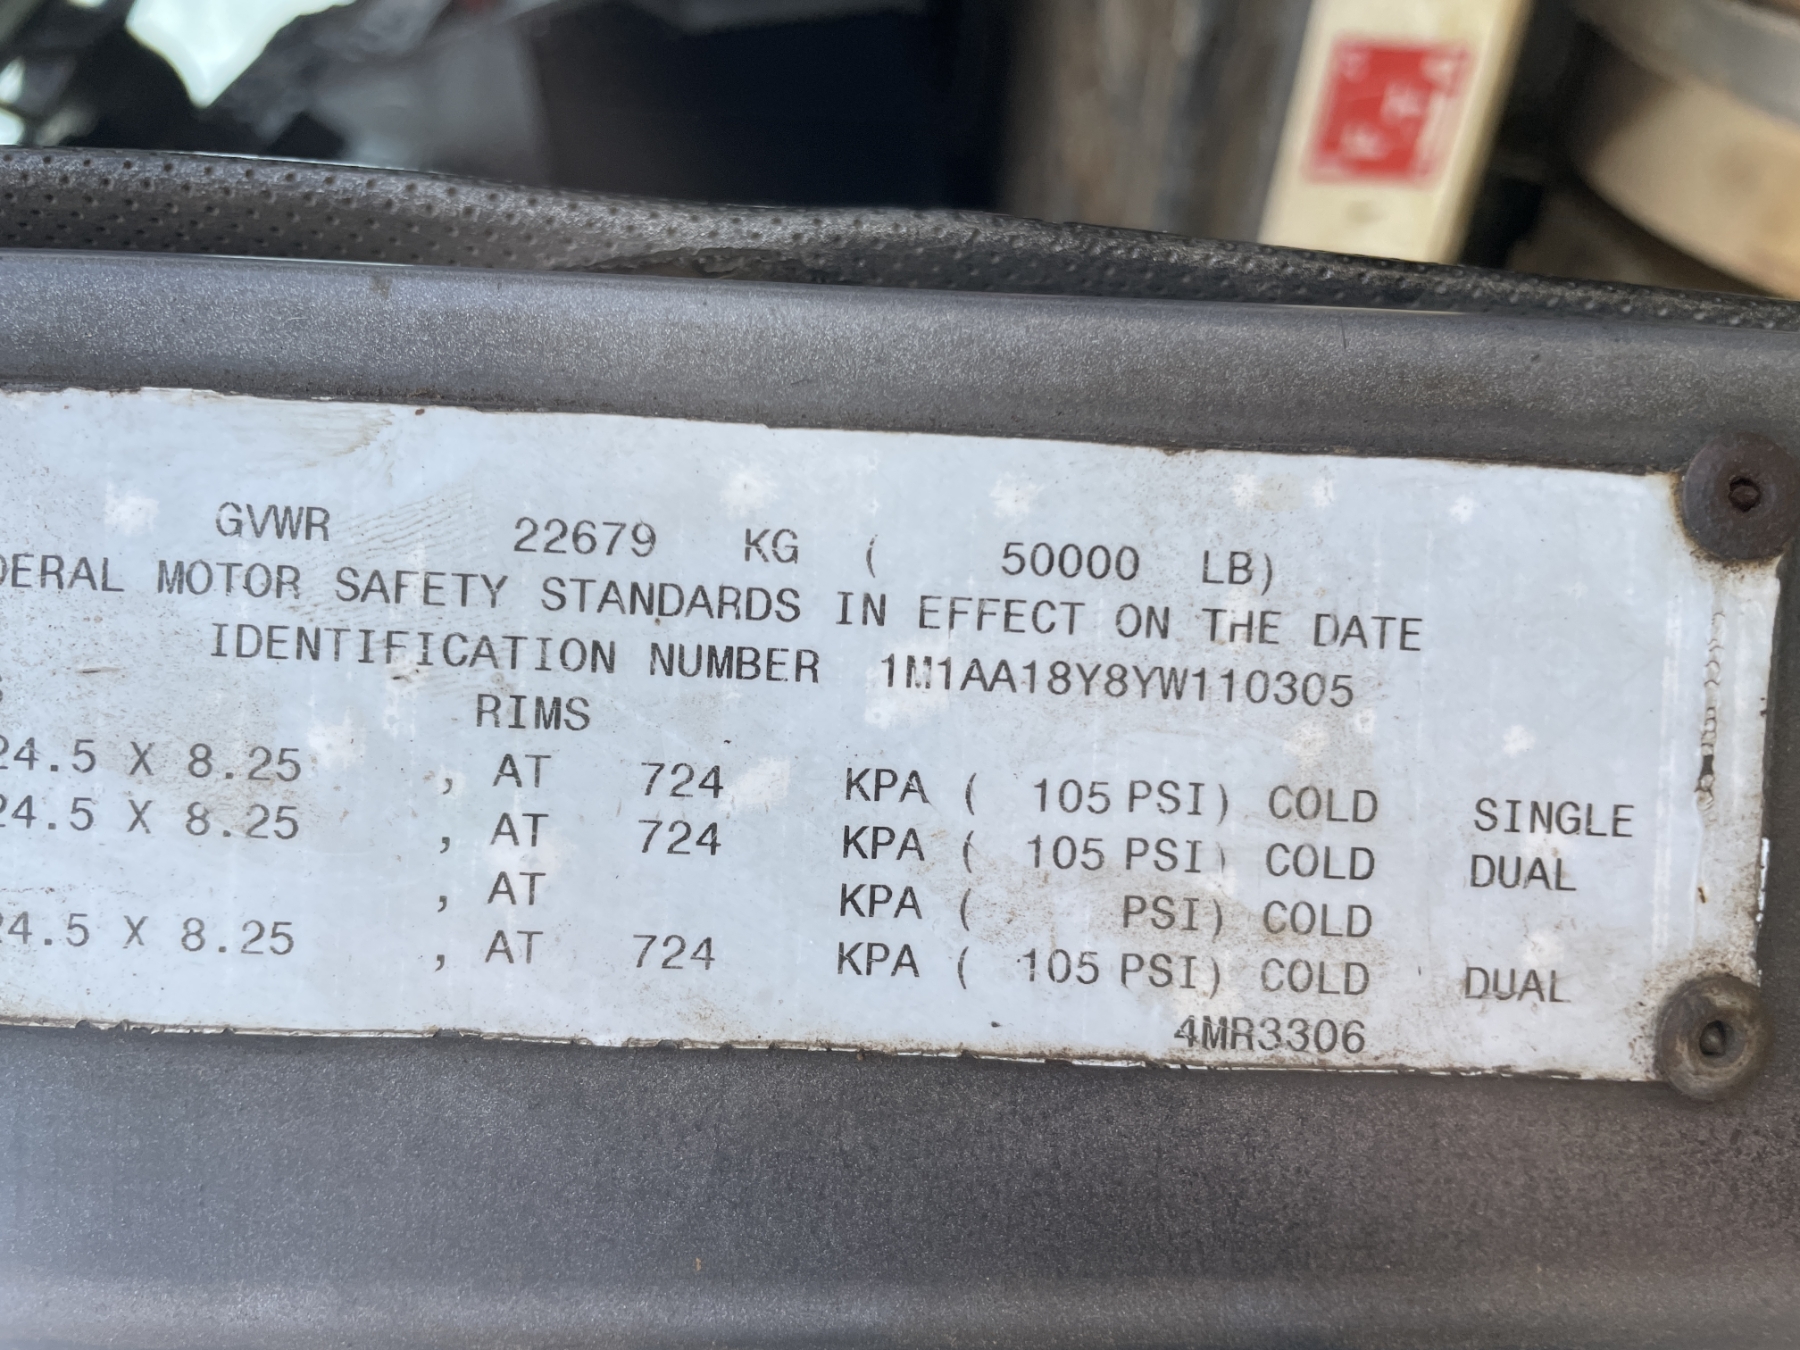 GVWR 22679 KG ( 50000 LB)
DERAL MOTOR SAFETY STANDARDS IN EFFECT ON THE DATE
IDENTIFICATION NUMBER 1M1AA18Y8YW110305
RIMS
24.5 X 8.25 , AT 724 KPA ( 105 PSI) COLD SINGLE
24.5 X 8.25 , AT 724 KPA ( 105 PSI) COLD DUAL
, AT KPA ( PSI) COLD
24.5 X 8.25 , AT 724 KPA ( 105 PSI) COLD DUAL
4MR3306